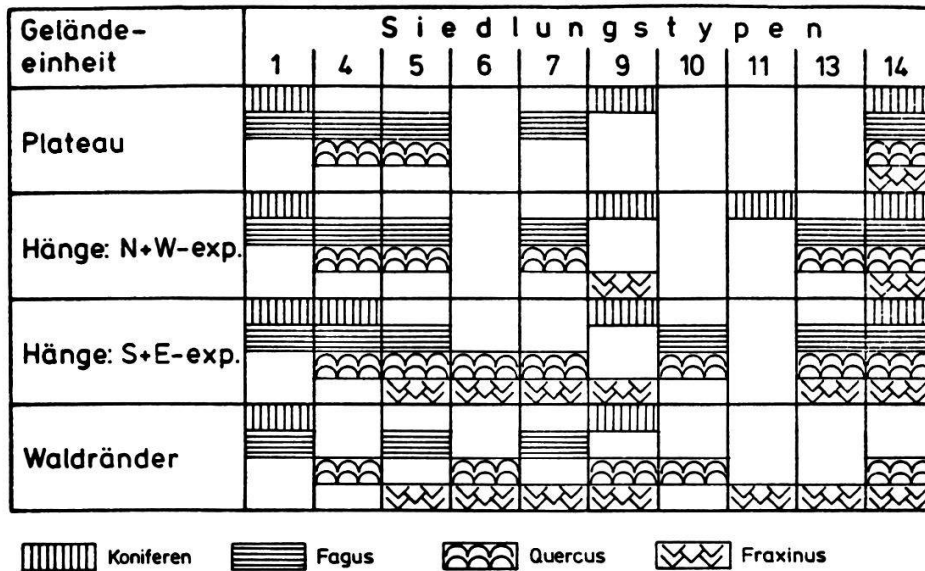 Gelände-
einheit
Siedlungstypen
1 4 5 6 7 9 10 11 13 14
Plateau
Hänge: N+W-exp.
Hänge: S+E-exp.
Waldränder
Koniferen Fagus Quercus Fraxinus